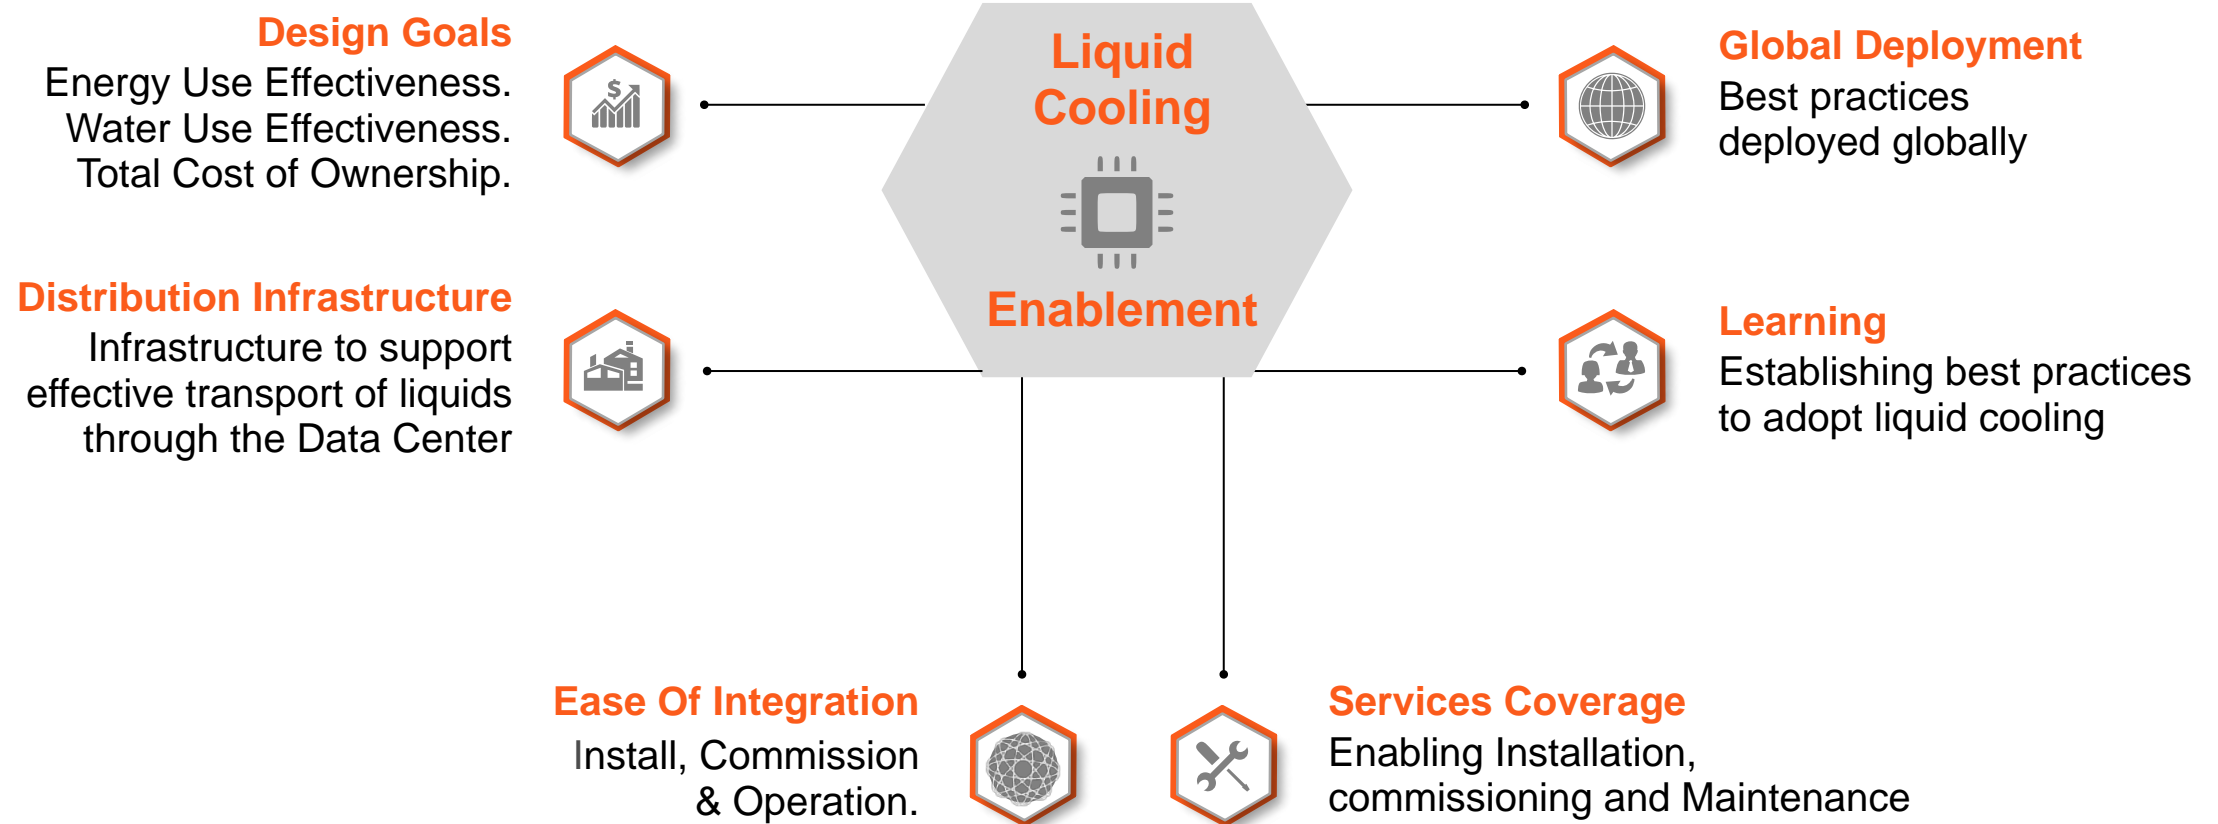 Design Goals
Energy Use Effectiveness.
Water Use Effectiveness.
Total Cost of Ownership.
Distribution Infrastructure
Infrastructure to support
effective transport of liquids
through the Data Center
Liquid
Cooling
Enablement
Global Deployment
Best practices
deployed globally
Learning
Establishing best practices
to adopt liquid cooling
Ease Of Integration
Install, Commission
& Operation.
Services Coverage
Enabling Installation,
commissioning and Maintenance